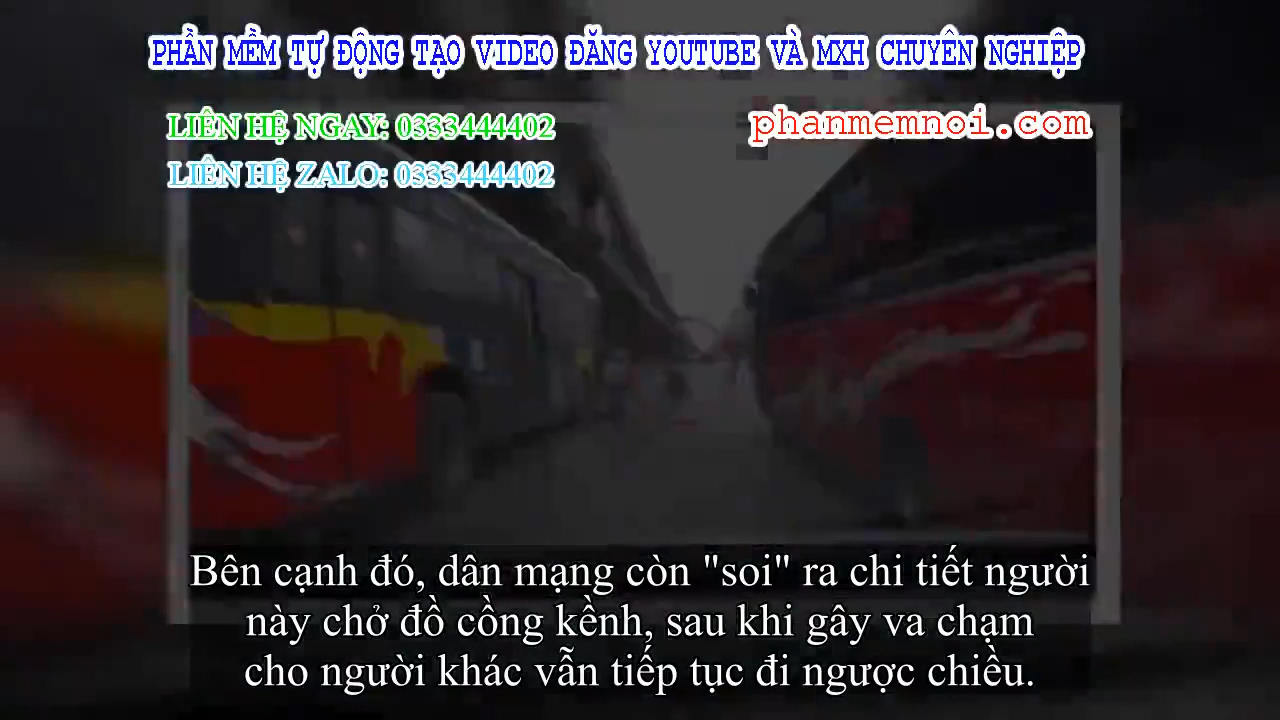 PHẦN MỀM TỰ ĐỘNG TẠO VIDEO ĐĂNG YOUTUBE VÀ MXH CHUYÊN NGHIỆP
LIÊN HỆ NGAY: 0333444402
phanmemnoi.com
LIÊN HỆ ZALO: 0333444402
Bên cạnh đó, dân mạng còn "soi" ra chi tiết người
này chở đồ cồng kềnh, sau khi gây va chạm
cho người khác vẫn tiếp tục đi ngược chiều.